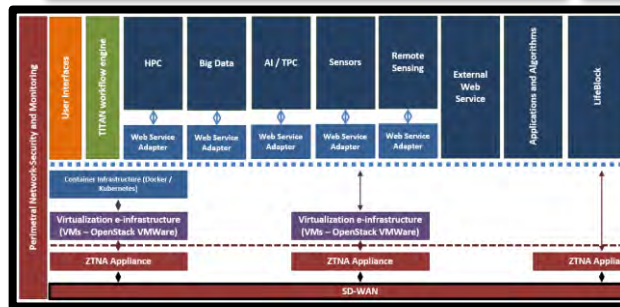 Perimetral Network-Security and Monitoring
User Interfaces
TITAN workflow engine
HPC
Big Data
AI / TPC
Sensors
Remote
Sensing
External
Web
Service
Applications and Algorithms
LifeBlock
Web Service
Adapter
Web Service
Adapter
Web Service
Adapter
Web Service
Adapter
Web Service
Adapter
Container Infrastructure (Docker /
Kubernetes)
Virtualization e-infrastructure
(VMs – OpenStack VMWare)
Virtualization e-infrastructure
(VMs – OpenStack VMWare)
ZTNA Appliance
ZTNA Appliance
ZTNA Applia
SD-WAN